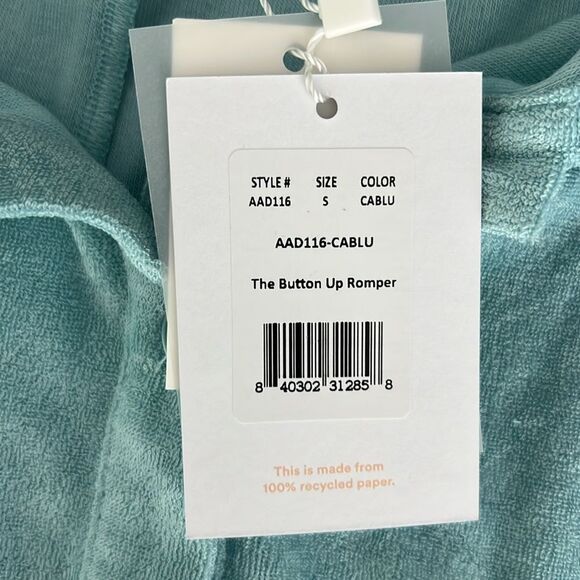 STYLE # SIZE COLOR
AAD116 S CABLU
AAD116-CABLU
The Button Up Romper
8 40302 31285 8
This is made from
100% recycled paper.